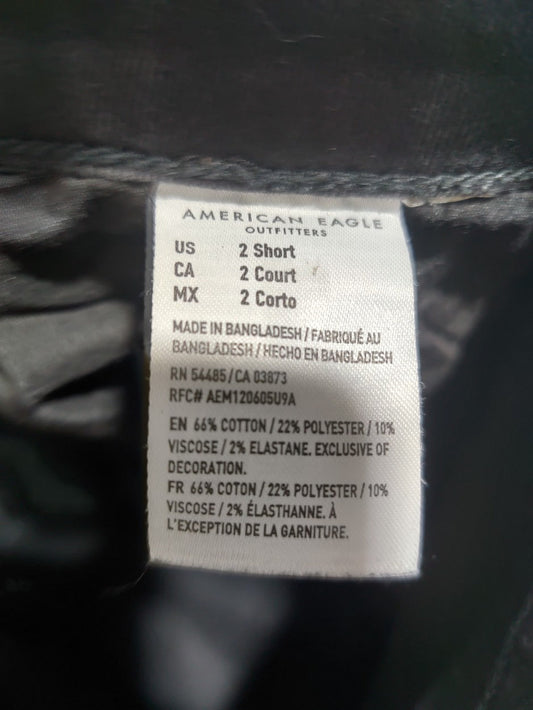 AMERICAN EAGLE
OUTFITTERS
US 2 Short
CA 2 Court
MX 2 Corto
MADE IN BANGLADESH / FABRIQUÉ AU
BANGLADESH / HECHO EN BANGLADESH
RN 54485 / CA 03873
RFC# AEM120605U9A
EN 66% COTTON / 22% POLYESTER / 10%
VISCOSE / 2% ELASTANE. EXCLUSIVE OF
DECORATION.
FR 66% COTON / 22% POLYESTER / 10%
VISCOSE / 2% ÉLASTHANNE. À
L'EXCEPTION DE LA GARNITURE.